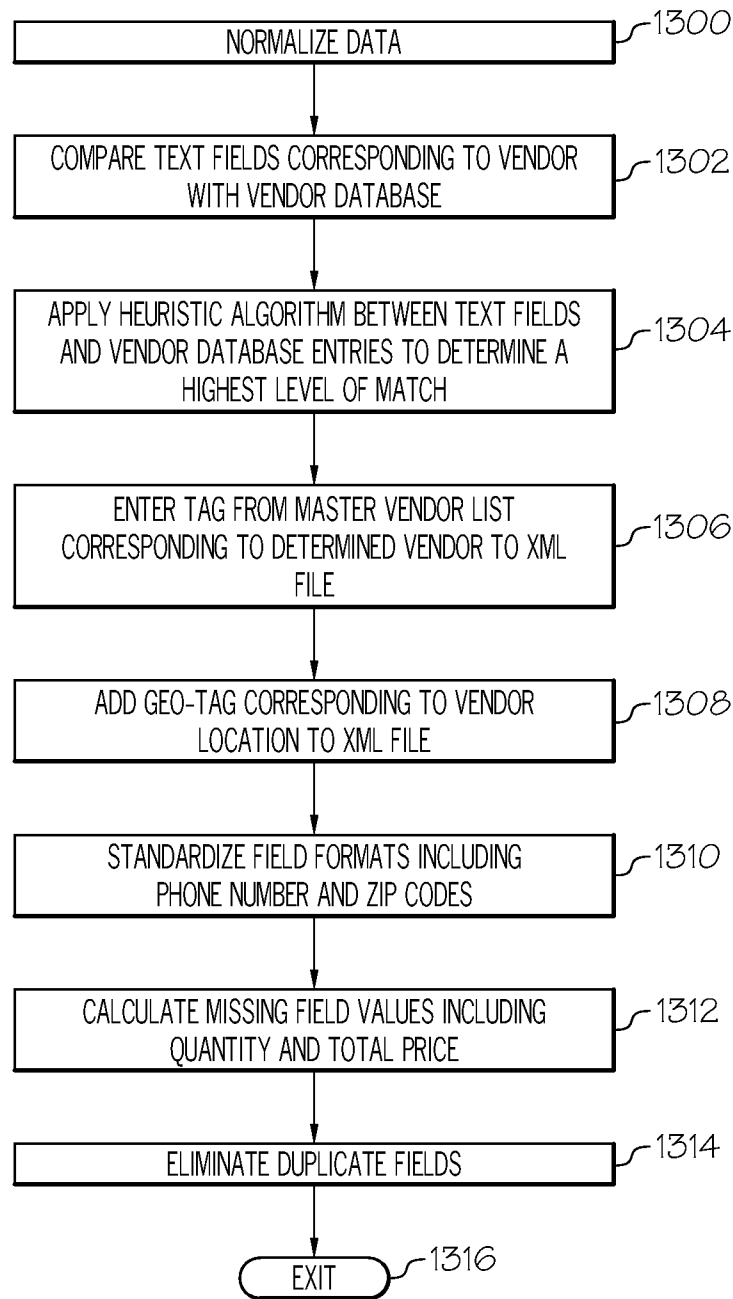 NORMALIZE DATA
1300
COMPARE TEXT FIELDS CORRESPONDING TO VENDOR
WITH VENDOR DATABASE
1302
APPLY HEURISTIC ALGORITHM BETWEEN TEXT FIELDS
AND VENDOR DATABASE ENTRIES TO DETERMINE A
HIGHEST LEVEL OF MATCH
1304
ENTER TAG FROM MASTER VENDOR LIST
CORRESPONDING TO DETERMINED VENDOR TO XML
FILE
1306
ADD GEO-TAG CORRESPONDING TO VENDOR
LOCATION TO XML FILE
1308
STANDARDIZE FIELD FORMATS INCLUDING
PHONE NUMBER AND ZIP CODES
1310
CALCULATE MISSING FIELD VALUES INCLUDING
QUANTITY AND TOTAL PRICE
1312
ELIMINATE DUPLICATE FIELDS
1314
EXIT
1316